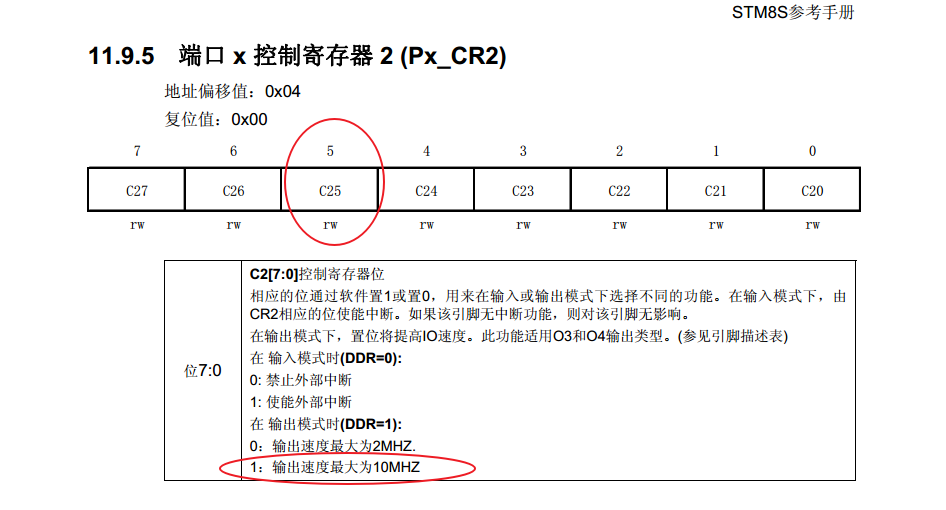 STM8S参考手册
11.9.5 端口 x 控制寄存器 2 (Px_CR2)
地址偏移值：0x04
复位值：0x00
7 6 5 4 3 2 1 0
C27 C26 C25 C24 C23 C22 C21 C20
rw rw rw rw rw rw rw rw
位7:0
C2[7:0]控制寄存器位
相应的位通过软件置1或置0，用来在输入或输出模式下选择不同的功能。在输入模式下，由
CR2相应的位使能中断。如果该引脚无中断功能，则对该引脚无影响。
在输出模式下，置位将提高IO速度。此功能适用O3和O4输出类型。(参见引脚描述表)
在 输入模式时(DDR=0):
0: 禁止外部中断
1: 使能外部中断
在 输出模式时(DDR=1):
0：输出速度最大为2MHZ.
1：输出速度最大为10MHZ